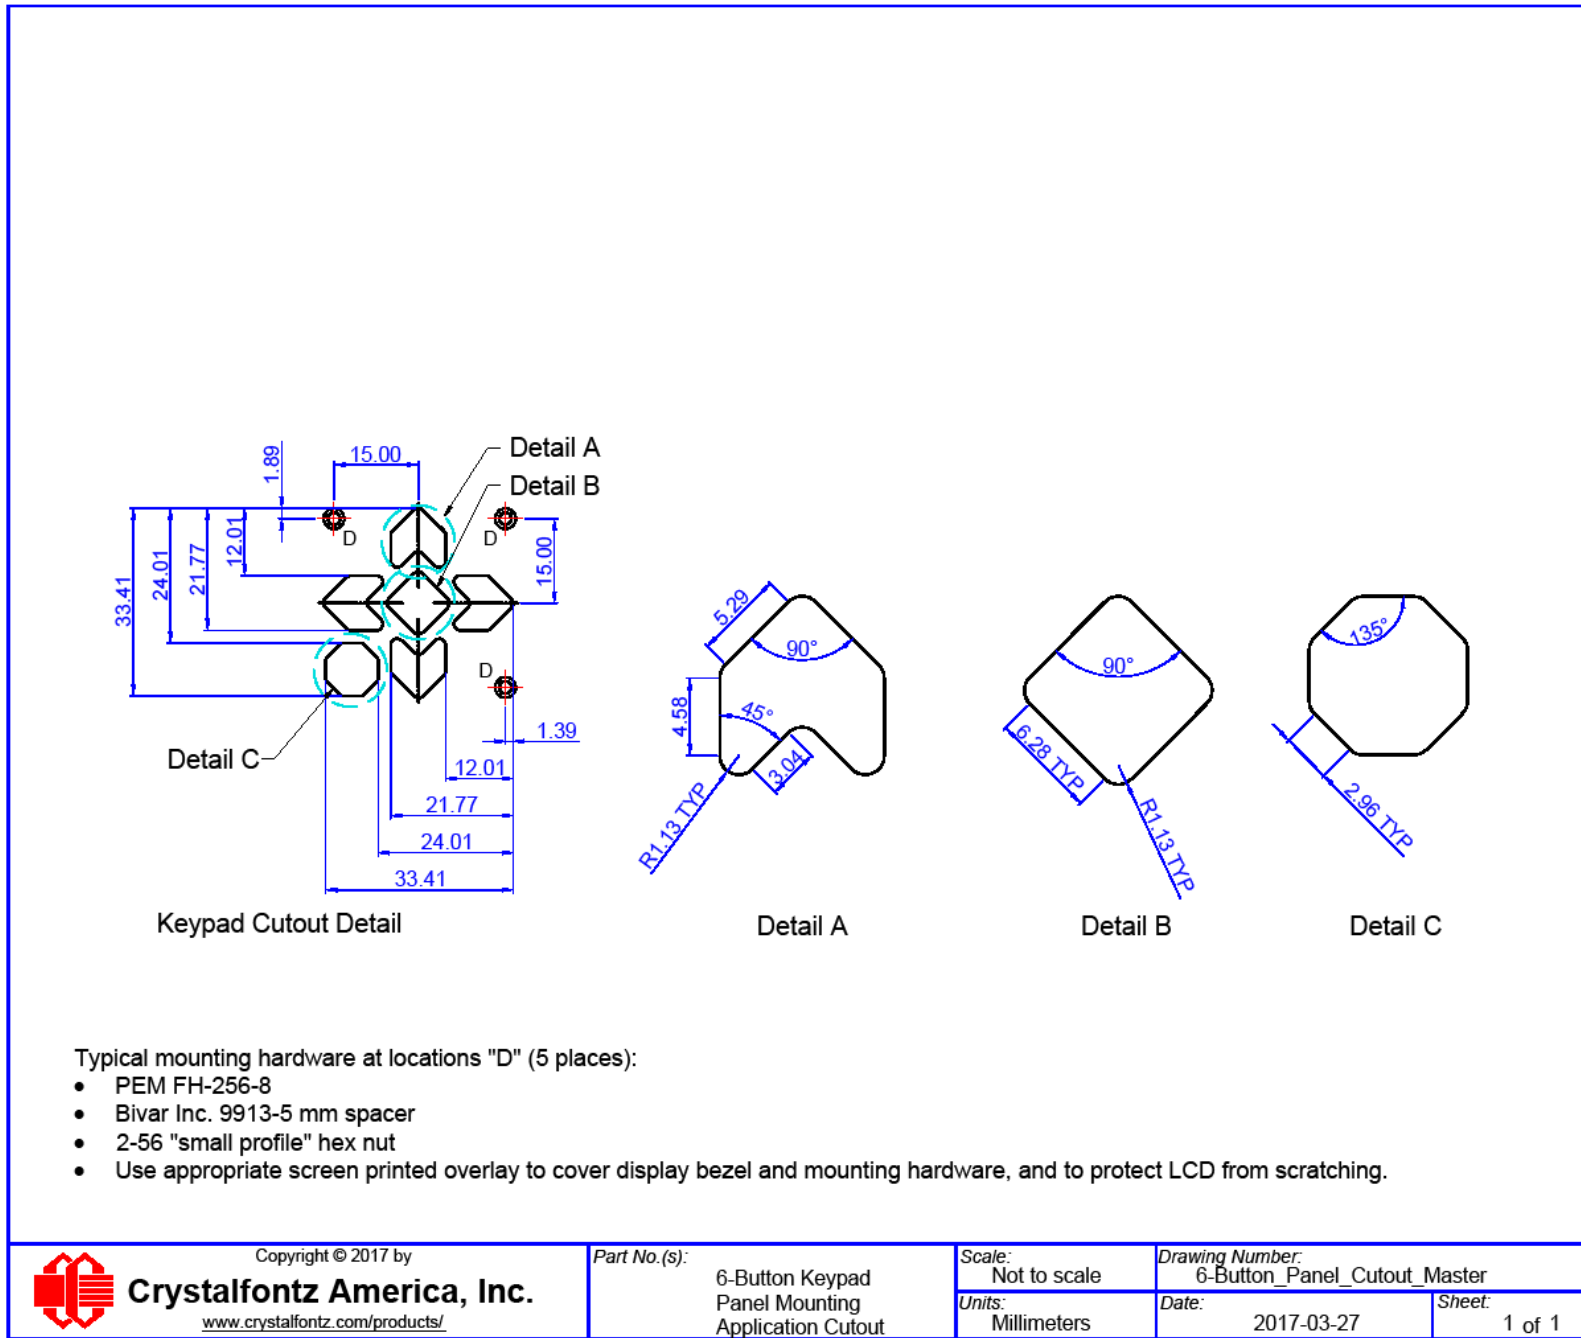 Detail A
Detail B
15.00
1.89
D
D
12.01
21.77
24.01
33.41
15.00
D
1.39
Detail C
12.01
21.77
24.01
33.41
Keypad Cutout Detail
5.29
90°
4.58
45°
3.04
R1.13 TYP
Detail A
90°
6.28 TYP
R1.13 TYP
Detail B
135°
2.96 TYP
Detail C
Typical mounting hardware at locations "D" (5 places):
• PEM FH-256-8
• Bivar Inc. 9913-5 mm spacer
• 2-56 "small profile" hex nut
• Use appropriate screen printed overlay to cover display bezel and mounting hardware, and to protect LCD from scratching.
Copyright © 2017 by
Crystalfontz America, Inc.
www.crystalfontz.com/products/
Part No.(s):
6-Button Keypad
Panel Mounting
Application Cutout
Scale:
Not to scale
Drawing Number:
6-Button_Panel_Cutout_Master
Units:
Millimeters
Date:
2017-03-27
Sheet:
1 of 1